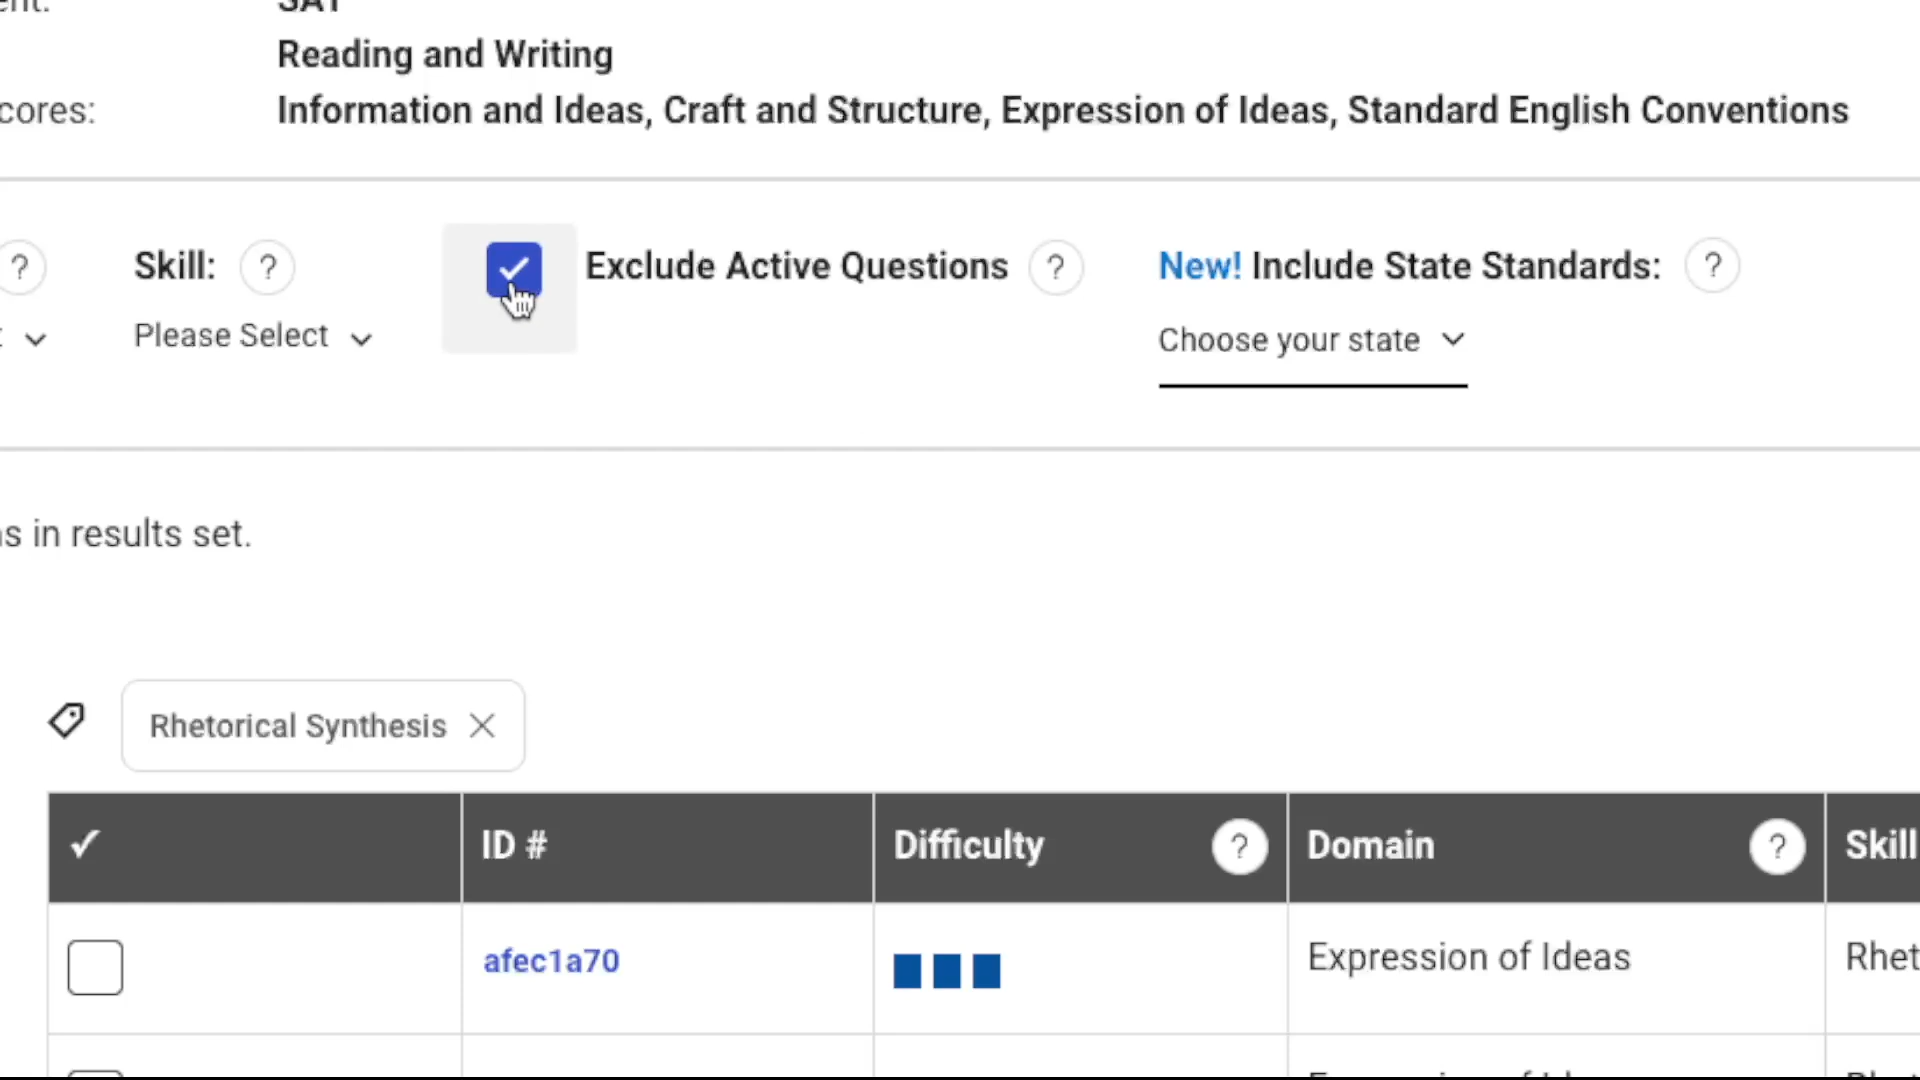 SAT
Reading and Writing
cores: Information and Ideas, Craft and Structure, Expression of Ideas, Standard English Conventions
? Skill: ? Exclude Active Questions ? New! Include State Standards: ?
Please Select Choose your state
s in results set.
Rhetorical Synthesis
ID # Difficulty ? Domain ? Skill
afec1a70 Expression of Ideas Rhet